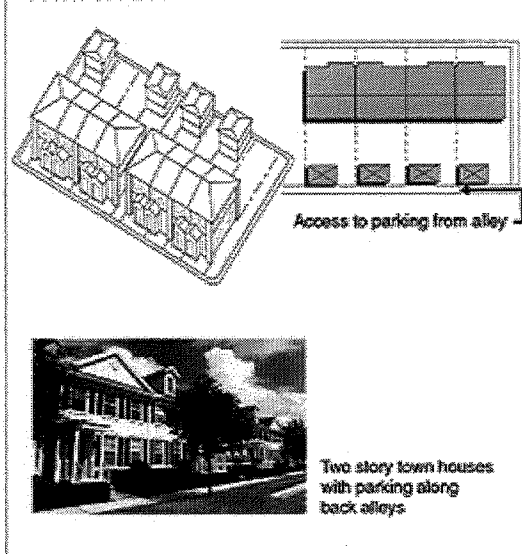 Access to parking from alley
Two story town houses
with parking along
back alleys